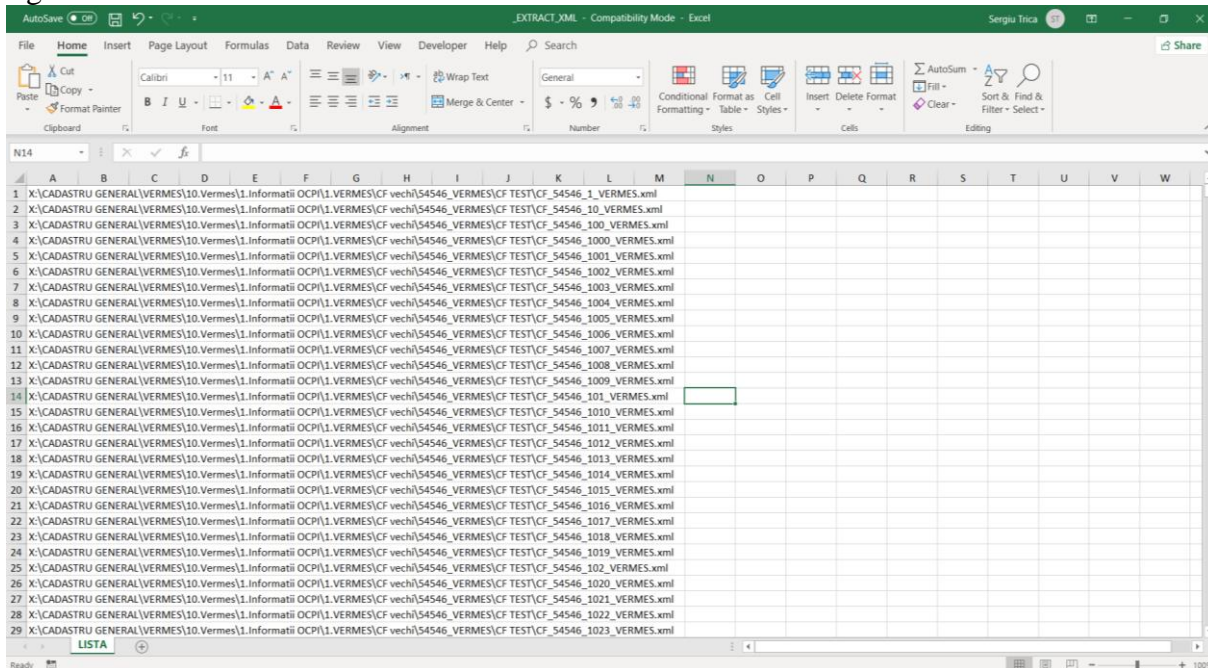 AutoSave Off _EXTRACT_XML - Compatibility Mode - Excel Sergiu Trica ST
File Home Insert Page Layout Formulas Data Review View Developer Help Search Share
Paste
Cut
Copy
Format Painter
Clipboard
Calibri 11
B I U
Font
Wrap Text
Merge & Center
Alignment
General
$ % 9
Number
Conditional Formatting
Format as Table
Cell Styles
Styles
Insert Delete Format
Cells
AutoSum
Fill
Clear
Sort & Filter
Find & Select
Editing
N14 fx
A B C D E F G H I J K L M N O P Q R S T U V W
1 X:\CADASTRU GENERAL\VERMES\10.Vermes\1.Informatii OCPI\1.VERMES\CF vechi\54546_VERMES\CF TEST\CF_54546_1_VERMES.xml
2 X:\CADASTRU GENERAL\VERMES\10.Vermes\1.Informatii OCPI\1.VERMES\CF vechi\54546_VERMES\CF TEST\CF_54546_10_VERMES.xml
3 X:\CADASTRU GENERAL\VERMES\10.Vermes\1.Informatii OCPI\1.VERMES\CF vechi\54546_VERMES\CF TEST\CF_54546_100_VERMES.xml
4 X:\CADASTRU GENERAL\VERMES\10.Vermes\1.Informatii OCPI\1.VERMES\CF vechi\54546_VERMES\CF TEST\CF_54546_1000_VERMES.xml
5 X:\CADASTRU GENERAL\VERMES\10.Vermes\1.Informatii OCPI\1.VERMES\CF vechi\54546_VERMES\CF TEST\CF_54546_1001_VERMES.xml
6 X:\CADASTRU GENERAL\VERMES\10.Vermes\1.Informatii OCPI\1.VERMES\CF vechi\54546_VERMES\CF TEST\CF_54546_1002_VERMES.xml
7 X:\CADASTRU GENERAL\VERMES\10.Vermes\1.Informatii OCPI\1.VERMES\CF vechi\54546_VERMES\CF TEST\CF_54546_1003_VERMES.xml
8 X:\CADASTRU GENERAL\VERMES\10.Vermes\1.Informatii OCPI\1.VERMES\CF vechi\54546_VERMES\CF TEST\CF_54546_1004_VERMES.xml
9 X:\CADASTRU GENERAL\VERMES\10.Vermes\1.Informatii OCPI\1.VERMES\CF vechi\54546_VERMES\CF TEST\CF_54546_1005_VERMES.xml
10 X:\CADASTRU GENERAL\VERMES\10.Vermes\1.Informatii OCPI\1.VERMES\CF vechi\54546_VERMES\CF TEST\CF_54546_1006_VERMES.xml
11 X:\CADASTRU GENERAL\VERMES\10.Vermes\1.Informatii OCPI\1.VERMES\CF vechi\54546_VERMES\CF TEST\CF_54546_1007_VERMES.xml
12 X:\CADASTRU GENERAL\VERMES\10.Vermes\1.Informatii OCPI\1.VERMES\CF vechi\54546_VERMES\CF TEST\CF_54546_1008_VERMES.xml
13 X:\CADASTRU GENERAL\VERMES\10.Vermes\1.Informatii OCPI\1.VERMES\CF vechi\54546_VERMES\CF TEST\CF_54546_1009_VERMES.xml
14 X:\CADASTRU GENERAL\VERMES\10.Vermes\1.Informatii OCPI\1.VERMES\CF vechi\54546_VERMES\CF TEST\CF_54546_101_VERMES.xml
15 X:\CADASTRU GENERAL\VERMES\10.Vermes\1.Informatii OCPI\1.VERMES\CF vechi\54546_VERMES\CF TEST\CF_54546_1010_VERMES.xml
16 X:\CADASTRU GENERAL\VERMES\10.Vermes\1.Informatii OCPI\1.VERMES\CF vechi\54546_VERMES\CF TEST\CF_54546_1011_VERMES.xml
17 X:\CADASTRU GENERAL\VERMES\10.Vermes\1.Informatii OCPI\1.VERMES\CF vechi\54546_VERMES\CF TEST\CF_54546_1012_VERMES.xml
18 X:\CADASTRU GENERAL\VERMES\10.Vermes\1.Informatii OCPI\1.VERMES\CF vechi\54546_VERMES\CF TEST\CF_54546_1013_VERMES.xml
19 X:\CADASTRU GENERAL\VERMES\10.Vermes\1.Informatii OCPI\1.VERMES\CF vechi\54546_VERMES\CF TEST\CF_54546_1014_VERMES.xml
20 X:\CADASTRU GENERAL\VERMES\10.Vermes\1.Informatii OCPI\1.VERMES\CF vechi\54546_VERMES\CF TEST\CF_54546_1015_VERMES.xml
21 X:\CADASTRU GENERAL\VERMES\10.Vermes\1.Informatii OCPI\1.VERMES\CF vechi\54546_VERMES\CF TEST\CF_54546_1016_VERMES.xml
22 X:\CADASTRU GENERAL\VERMES\10.Vermes\1.Informatii OCPI\1.VERMES\CF vechi\54546_VERMES\CF TEST\CF_54546_1017_VERMES.xml
23 X:\CADASTRU GENERAL\VERMES\10.Vermes\1.Informatii OCPI\1.VERMES\CF vechi\54546_VERMES\CF TEST\CF_54546_1018_VERMES.xml
24 X:\CADASTRU GENERAL\VERMES\10.Vermes\1.Informatii OCPI\1.VERMES\CF vechi\54546_VERMES\CF TEST\CF_54546_1019_VERMES.xml
25 X:\CADASTRU GENERAL\VERMES\10.Vermes\1.Informatii OCPI\1.VERMES\CF vechi\54546_VERMES\CF TEST\CF_54546_102_VERMES.xml
26 X:\CADASTRU GENERAL\VERMES\10.Vermes\1.Informatii OCPI\1.VERMES\CF vechi\54546_VERMES\CF TEST\CF_54546_1020_VERMES.xml
27 X:\CADASTRU GENERAL\VERMES\10.Vermes\1.Informatii OCPI\1.VERMES\CF vechi\54546_VERMES\CF TEST\CF_54546_1021_VERMES.xml
28 X:\CADASTRU GENERAL\VERMES\10.Vermes\1.Informatii OCPI\1.VERMES\CF vechi\54546_VERMES\CF TEST\CF_54546_1022_VERMES.xml
29 X:\CADASTRU GENERAL\VERMES\10.Vermes\1.Informatii OCPI\1.VERMES\CF vechi\54546_VERMES\CF TEST\CF_54546_1023_VERMES.xml
LISTA
Ready